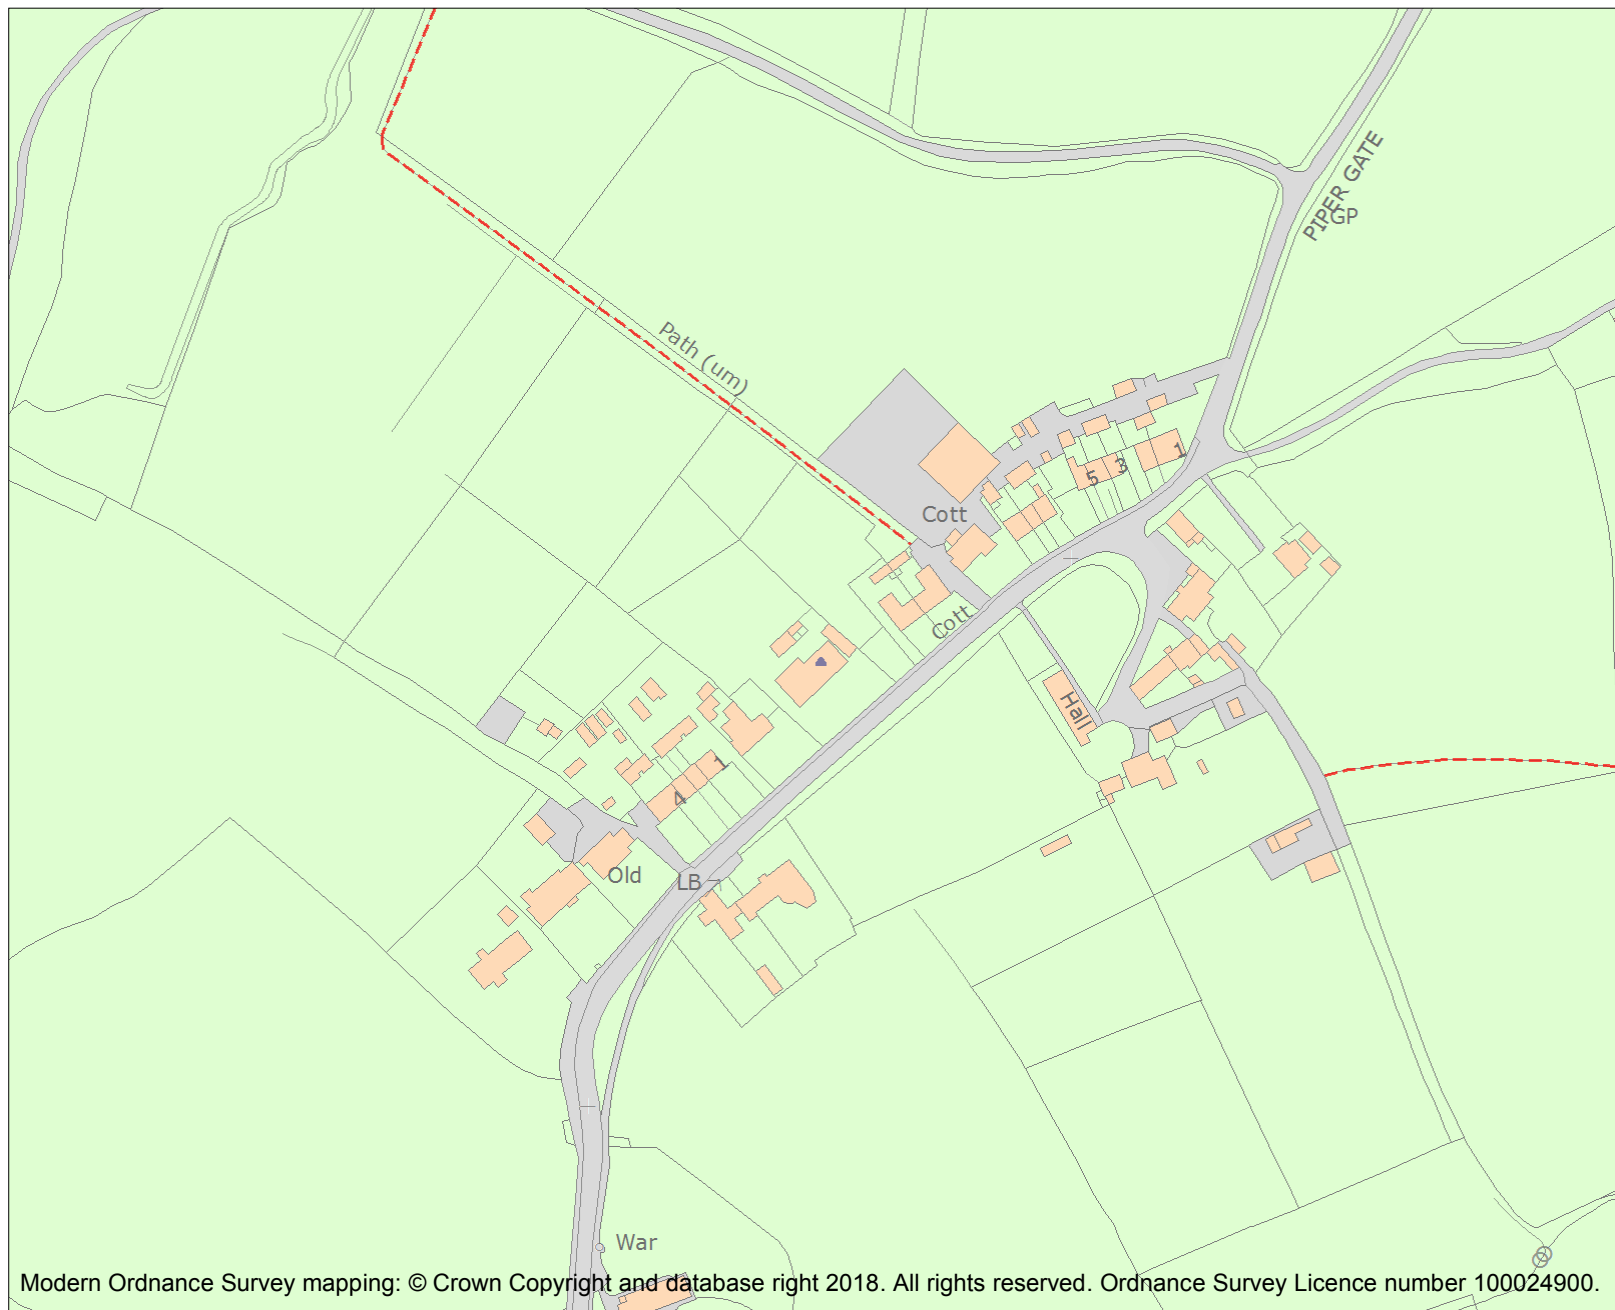 PIPER GATE
GP
Path (um)
1
3
5
Cott
Cott
Hall
1
4
Old
LB
War
Modern Ordnance Survey mapping: © Crown Copyright and database right 2018. All rights reserved. Ordnance Survey Licence number 100024900.